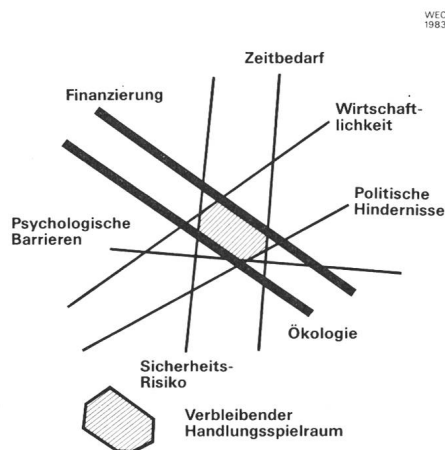 WEC
1983
Zeitbedarf
Finanzierung
Wirtschaft-
lichkeit
Politische
Hindernisse
Psychologische
Barrieren
Ökologie
Sicherheits-
Risiko
Verbleibender
Handlungsspielraum